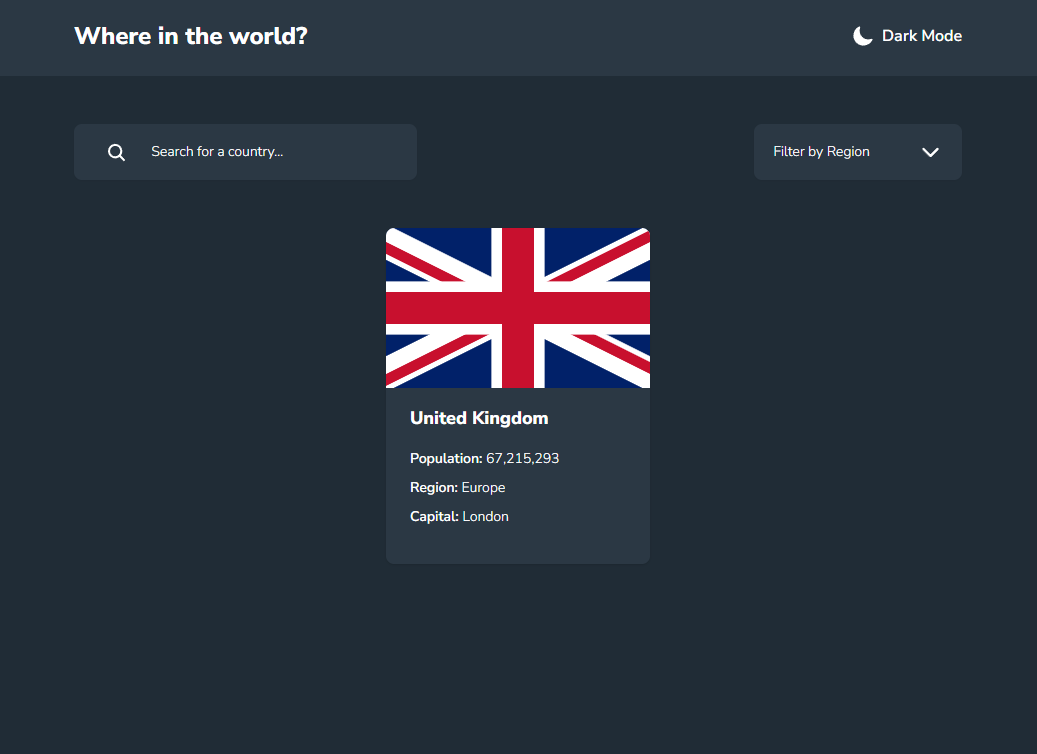 Where in the world?
Dark Mode
Search for a country...
Filter by Region
United Kingdom
Population: 67,215,293
Region: Europe
Capital: London